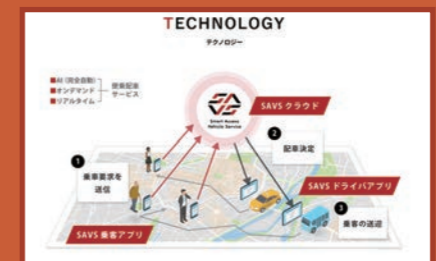 TECHNOLOGY
テクノロジー
■AI（完全自動）
■オンデマンド
■リアルタイム
便乗配車
サービス
Smart Access
Vehicle Service
SAVS クラウド
2
配車決定
1
乗車要求を
送信
SAVS ドライバアプリ
3
乗客の送迎
SAVS 乗客アプリ